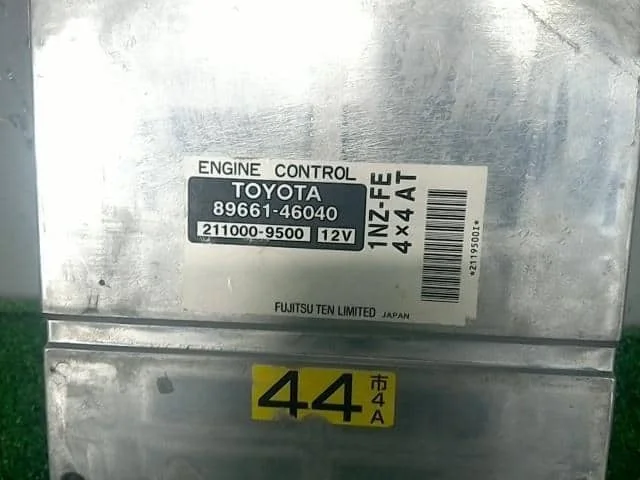 ENGINE CONTROL
TOYOTA
89661-46040
211000-9500 12V
1NZ-FE
4×4 AT
*2119500I*
FUJITSU TEN LIMITED JAPAN
44
市
4
A